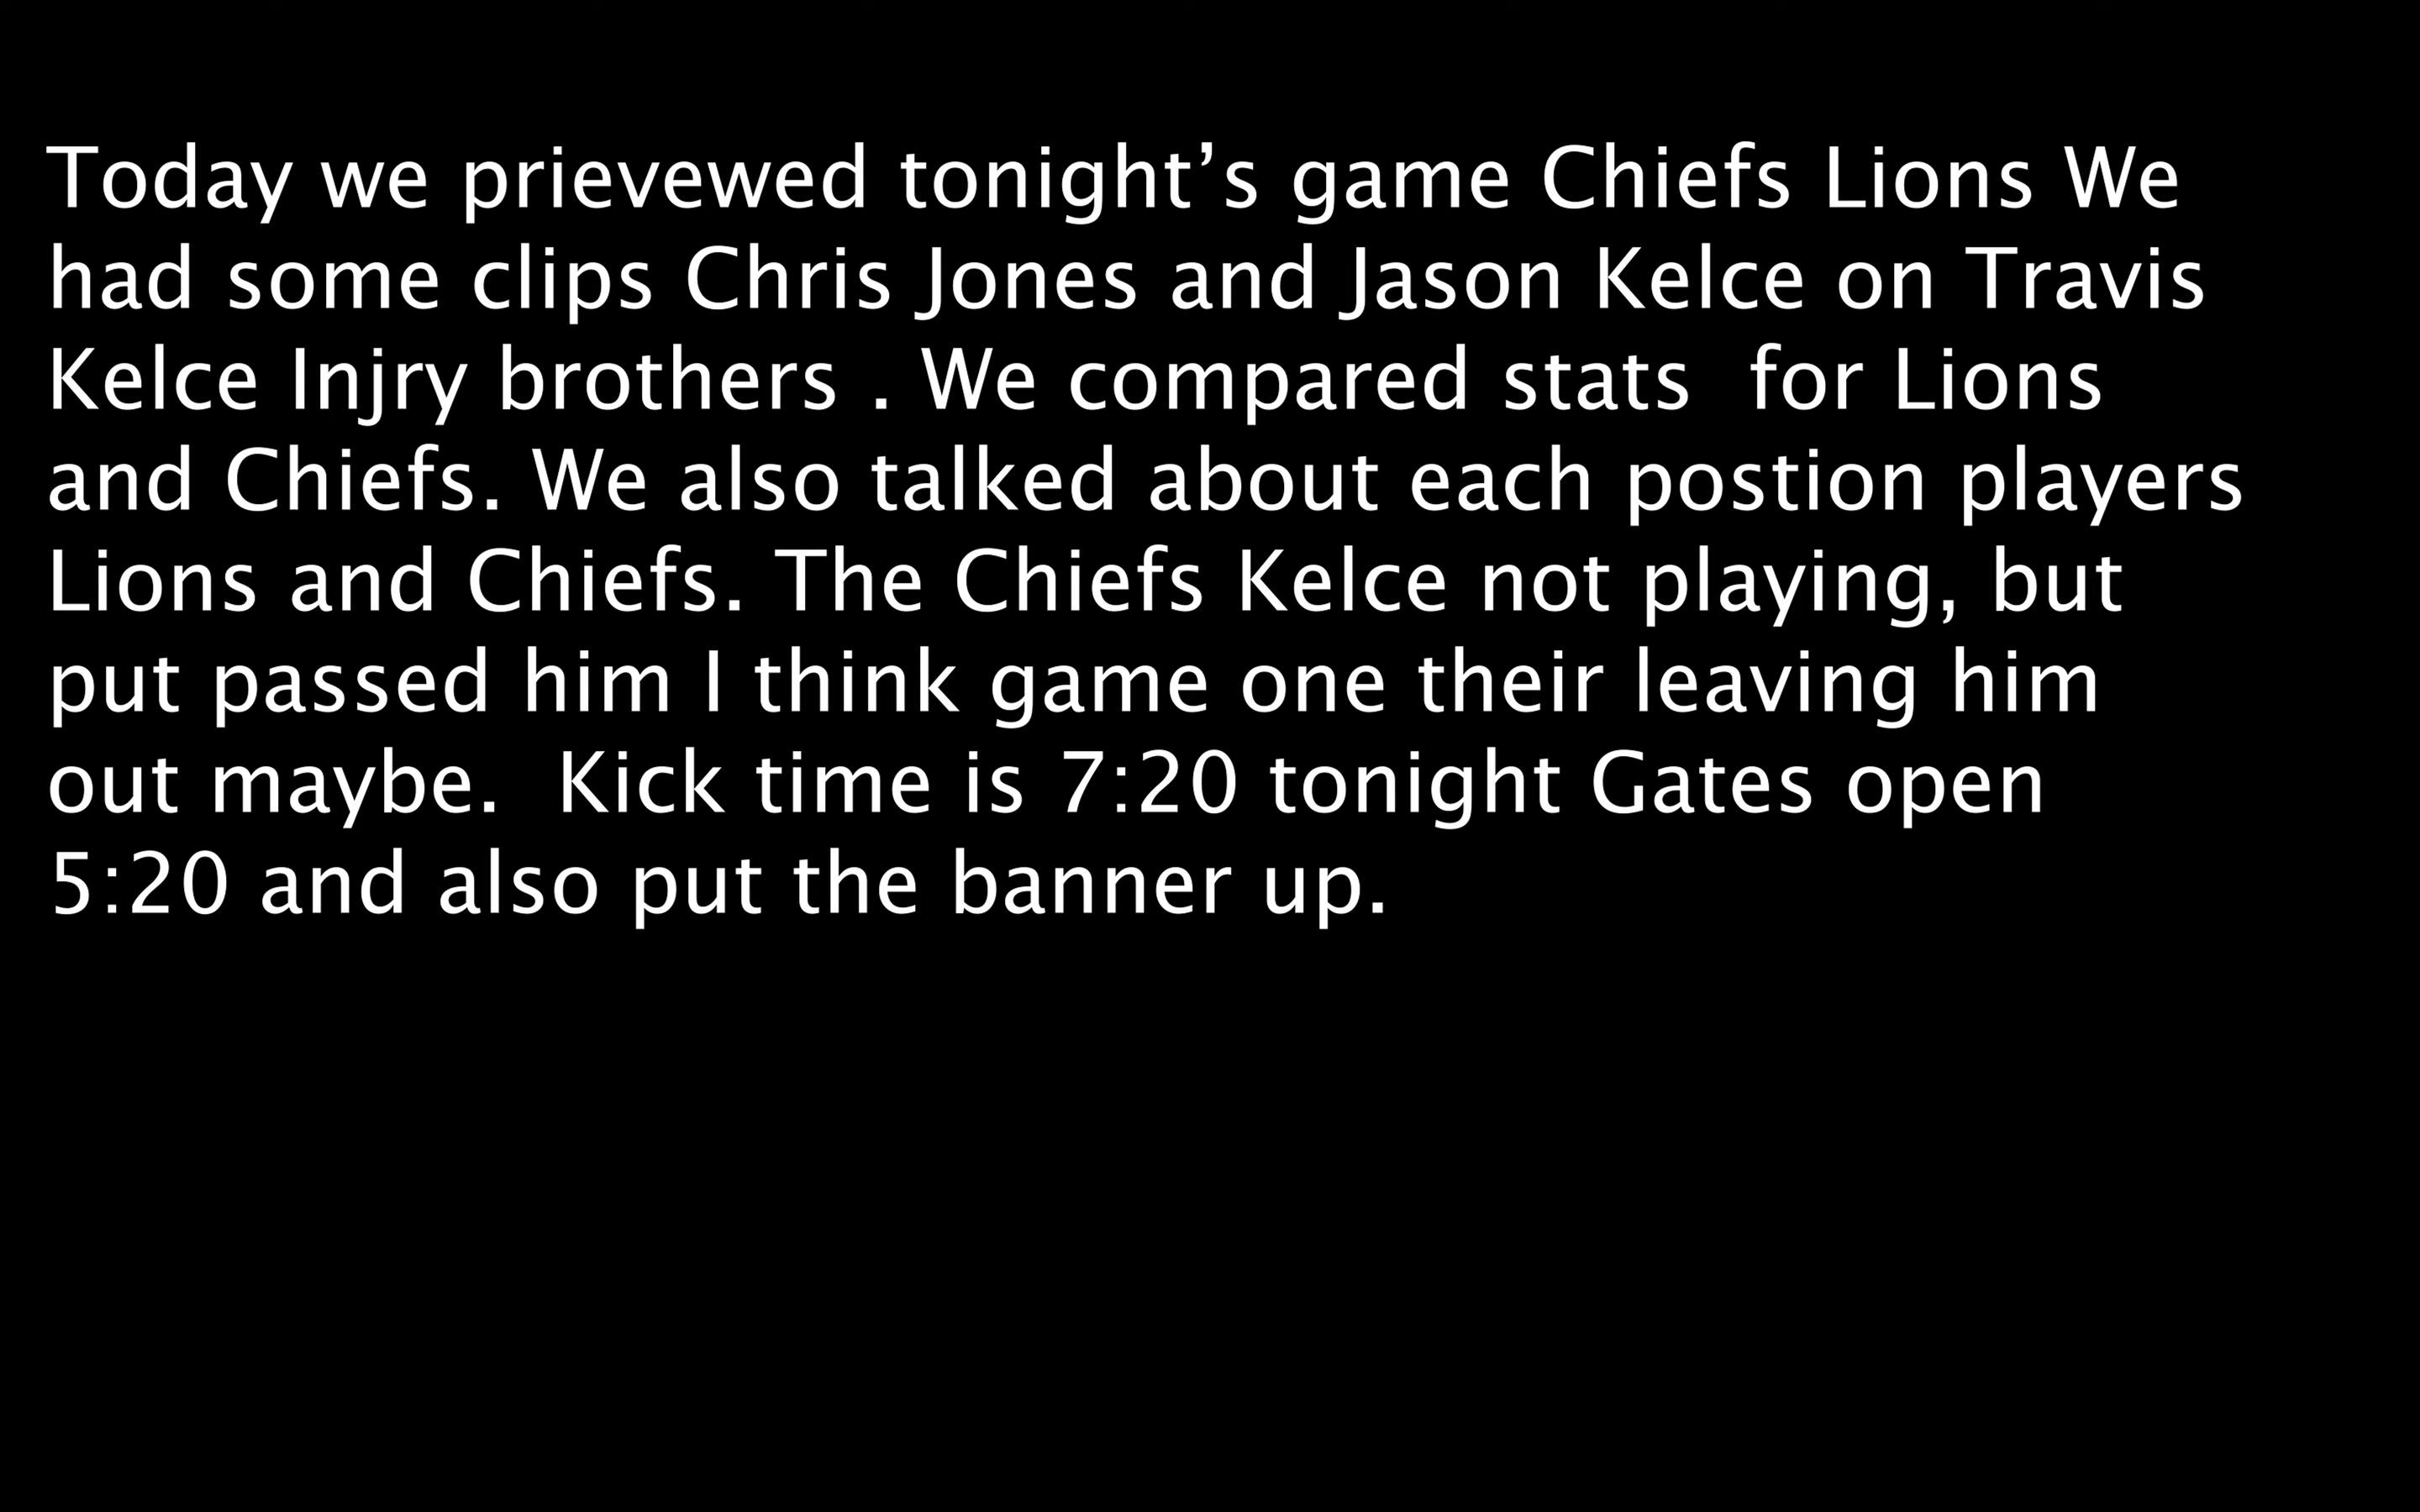 Today we prievewed tonight’s game Chiefs Lions We
had some clips Chris Jones and Jason Kelce on Travis
Kelce Injry brothers . We compared stats  for Lions
and Chiefs. We also talked about each postion players
Lions and Chiefs. The Chiefs Kelce not playing, but
put passed him I think game one their leaving him
out maybe.  Kick time is 7:20 tonight Gates open
5:20 and also put the banner up.